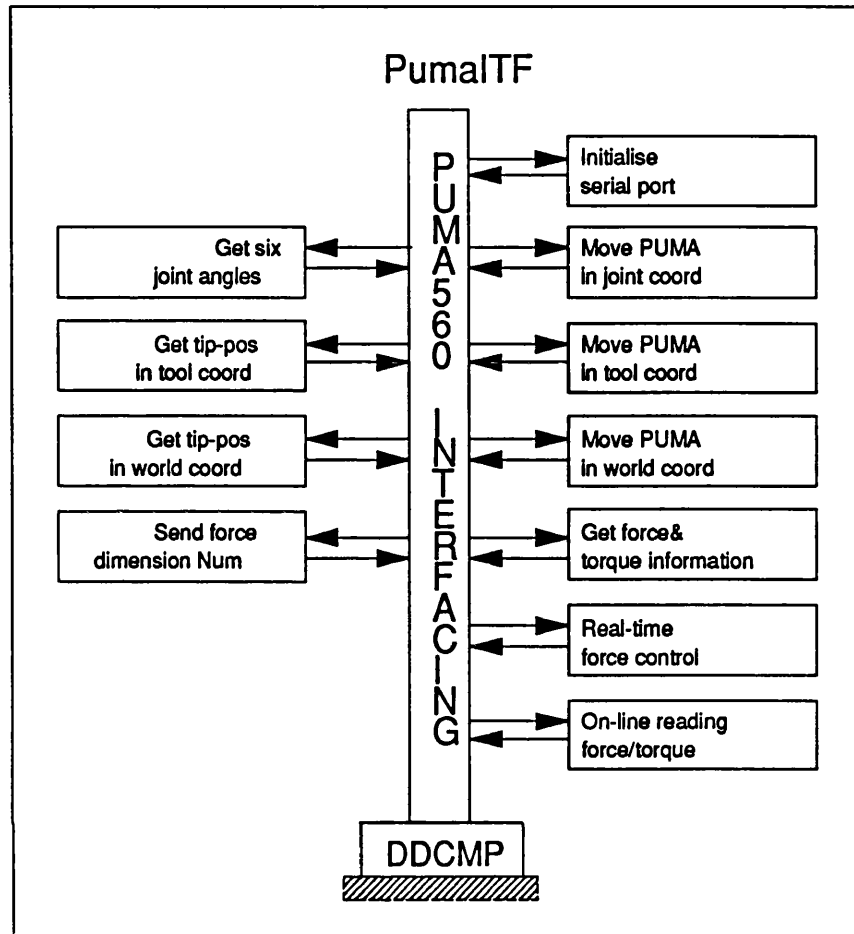 PumaITF
PUMA560 INTERFACING
Initialise
serial port
Get six
joint angles
Move PUMA
in joint coord
Get tip-pos
in tool coord
Move PUMA
in tool coord
Get tip-pos
in world coord
Move PUMA
in world coord
Send force
dimension Num
Get force&
torque information
Real-time
force control
On-line reading
force/torque
DDCMP